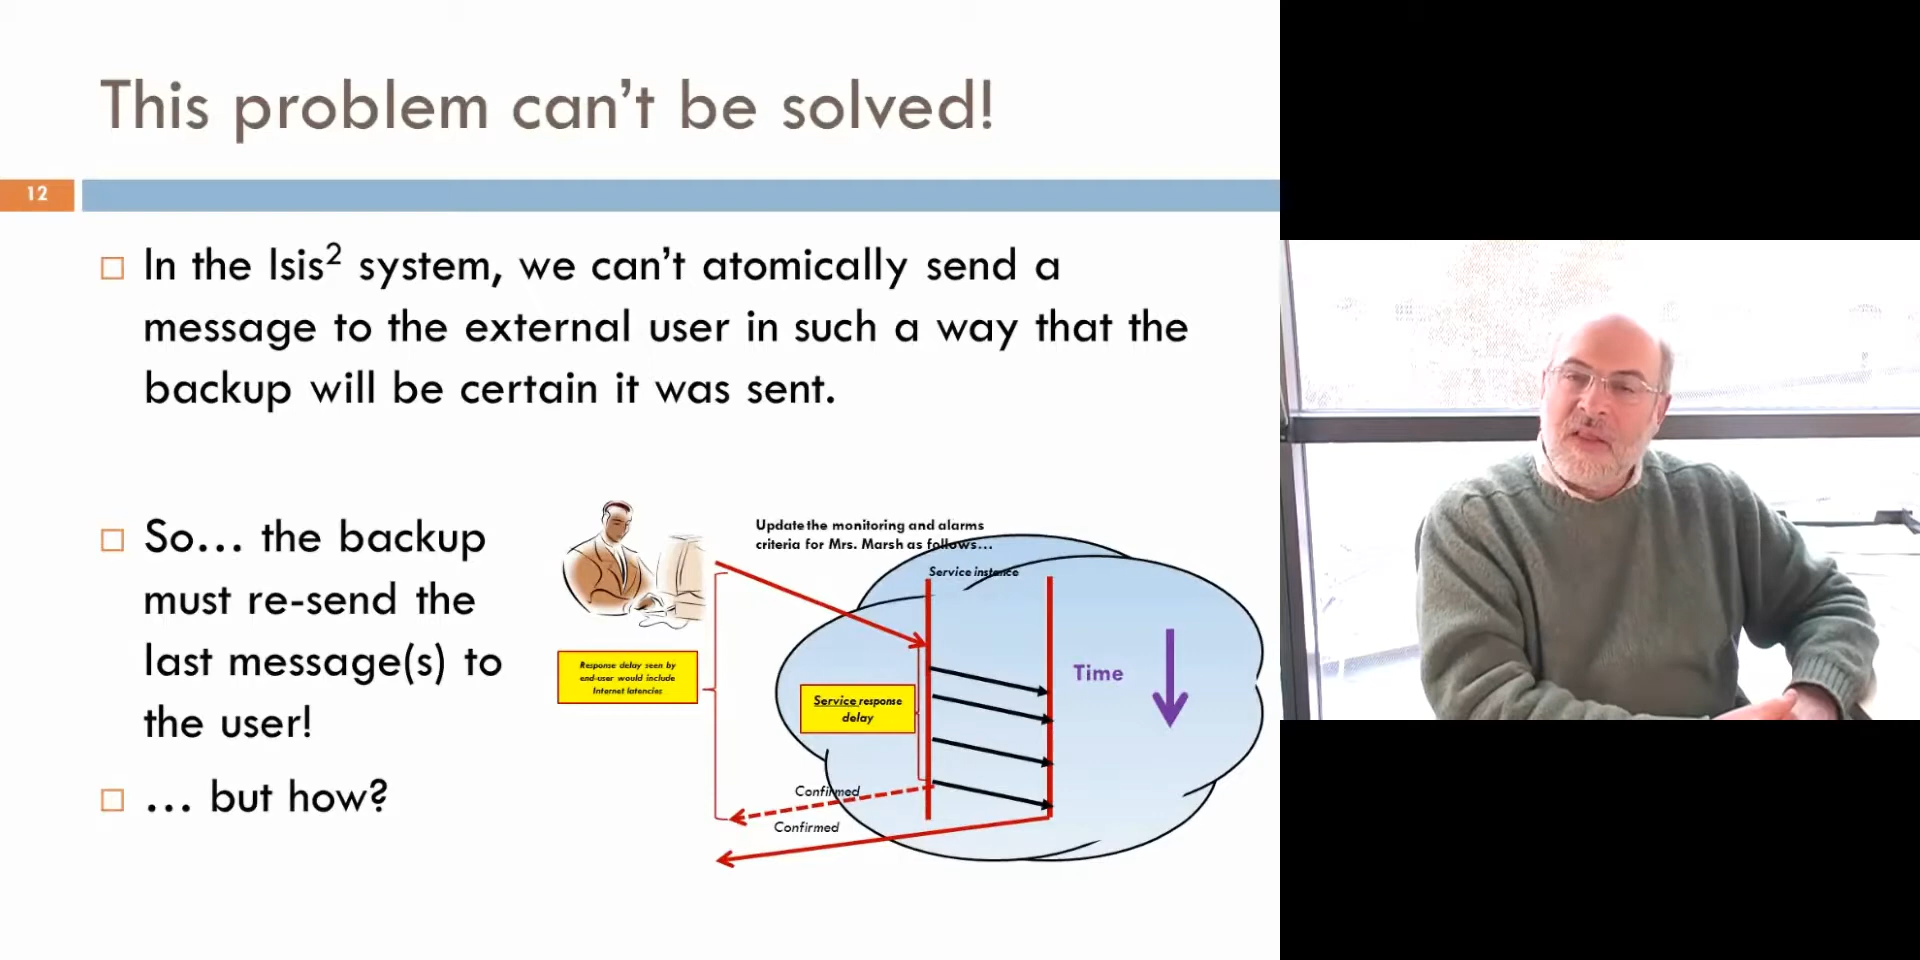 This problem can't be solved!
12
In the Isis² system, we can't atomically send a
message to the external user in such a way that the
backup will be certain it was sent.
So… the backup
must re-send the
last message(s) to
the user!
… but how?
Update the monitoring and alarms
criteria for Mrs. Marsh as follows…
Service instance
Response delay seen by
end-user would include
Internet latencies
Service response
delay
Time
Confirmed
Confirmed